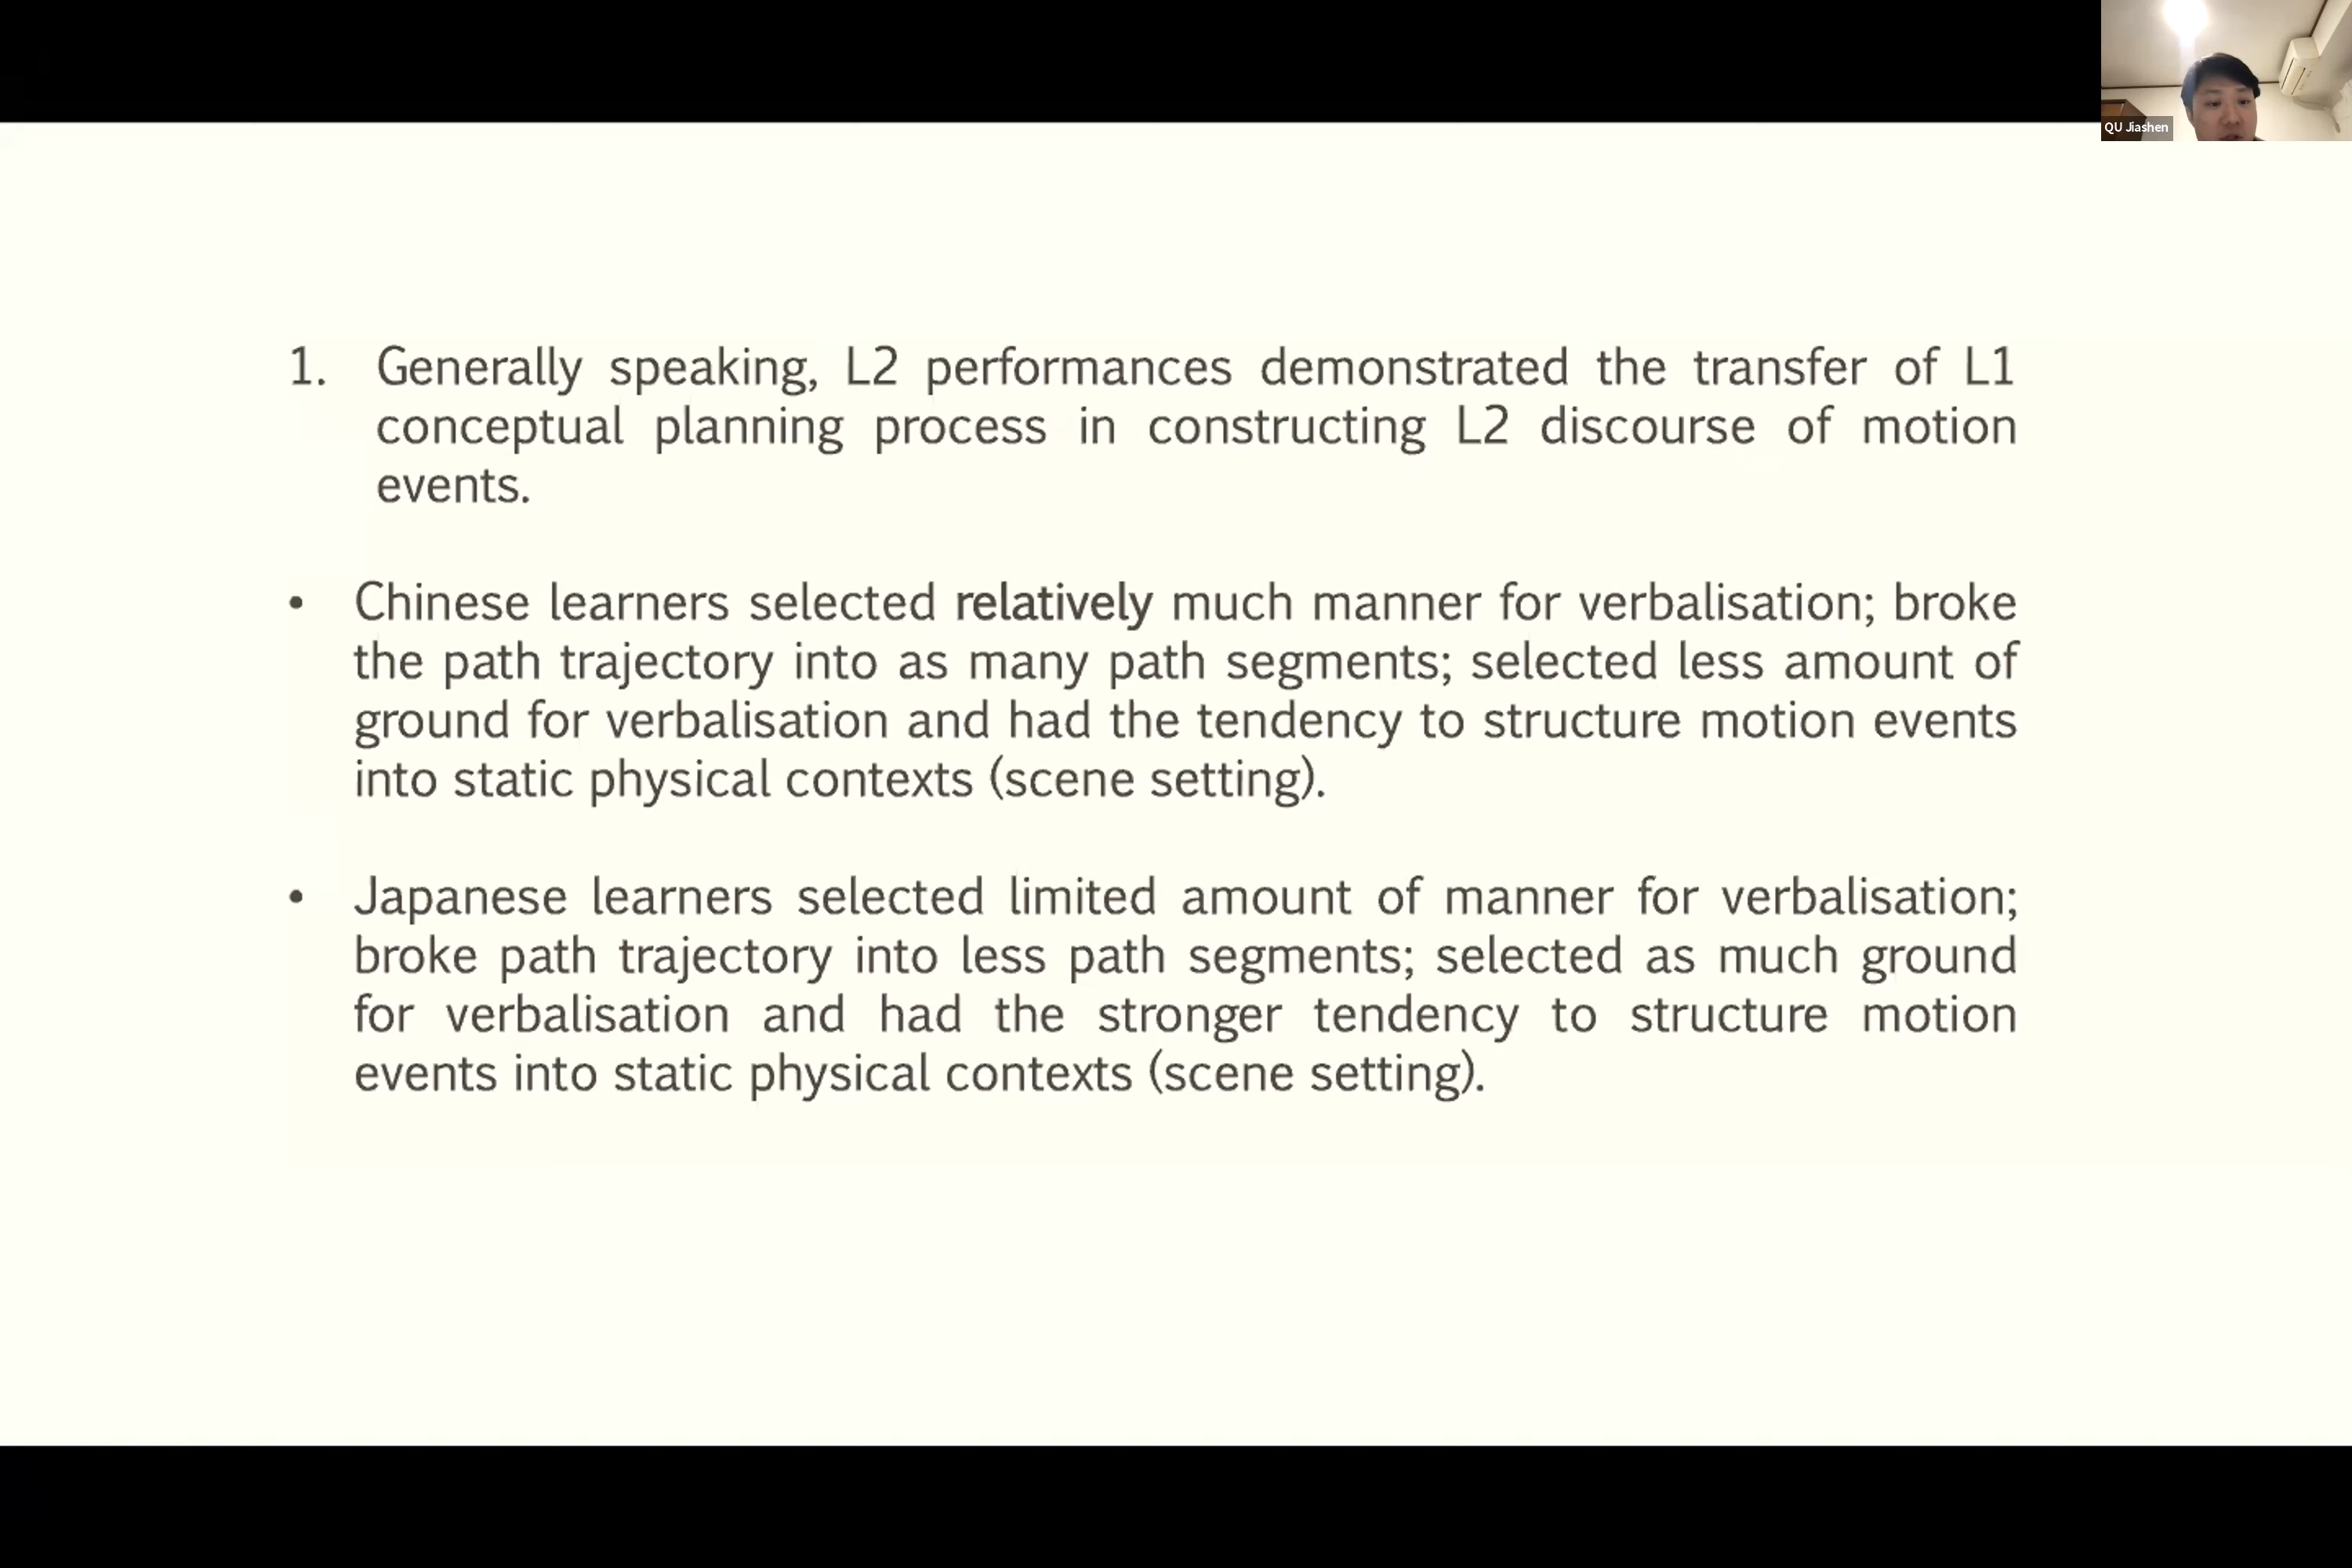 QU Jiashen
1. Generally speaking, L2 performances demonstrated the transfer of L1
conceptual planning process in constructing L2 discourse of motion
events.
• Chinese learners selected relatively much manner for verbalisation; broke
the path trajectory into as many path segments; selected less amount of
ground for verbalisation and had the tendency to structure motion events
into static physical contexts (scene setting).
• Japanese learners selected limited amount of manner for verbalisation;
broke path trajectory into less path segments; selected as much ground
for verbalisation and had the stronger tendency to structure motion
events into static physical contexts (scene setting).